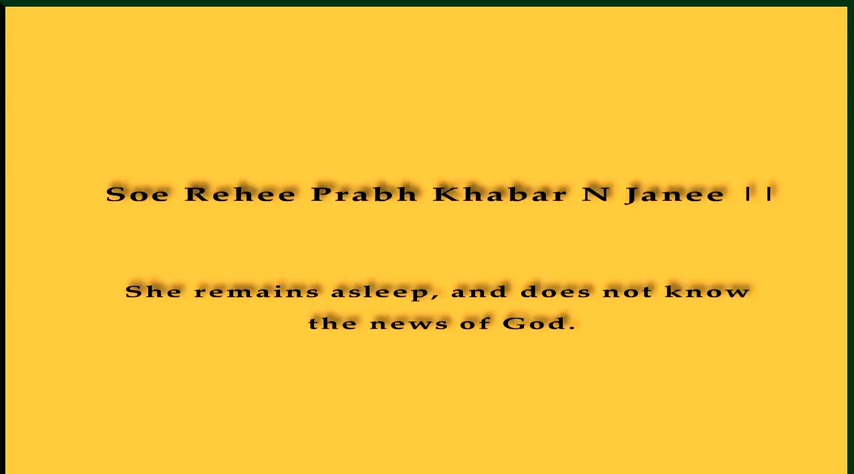 Soe Rehee Prabh Khabar N Janee ||
She remains asleep, and does not know
the news of God.